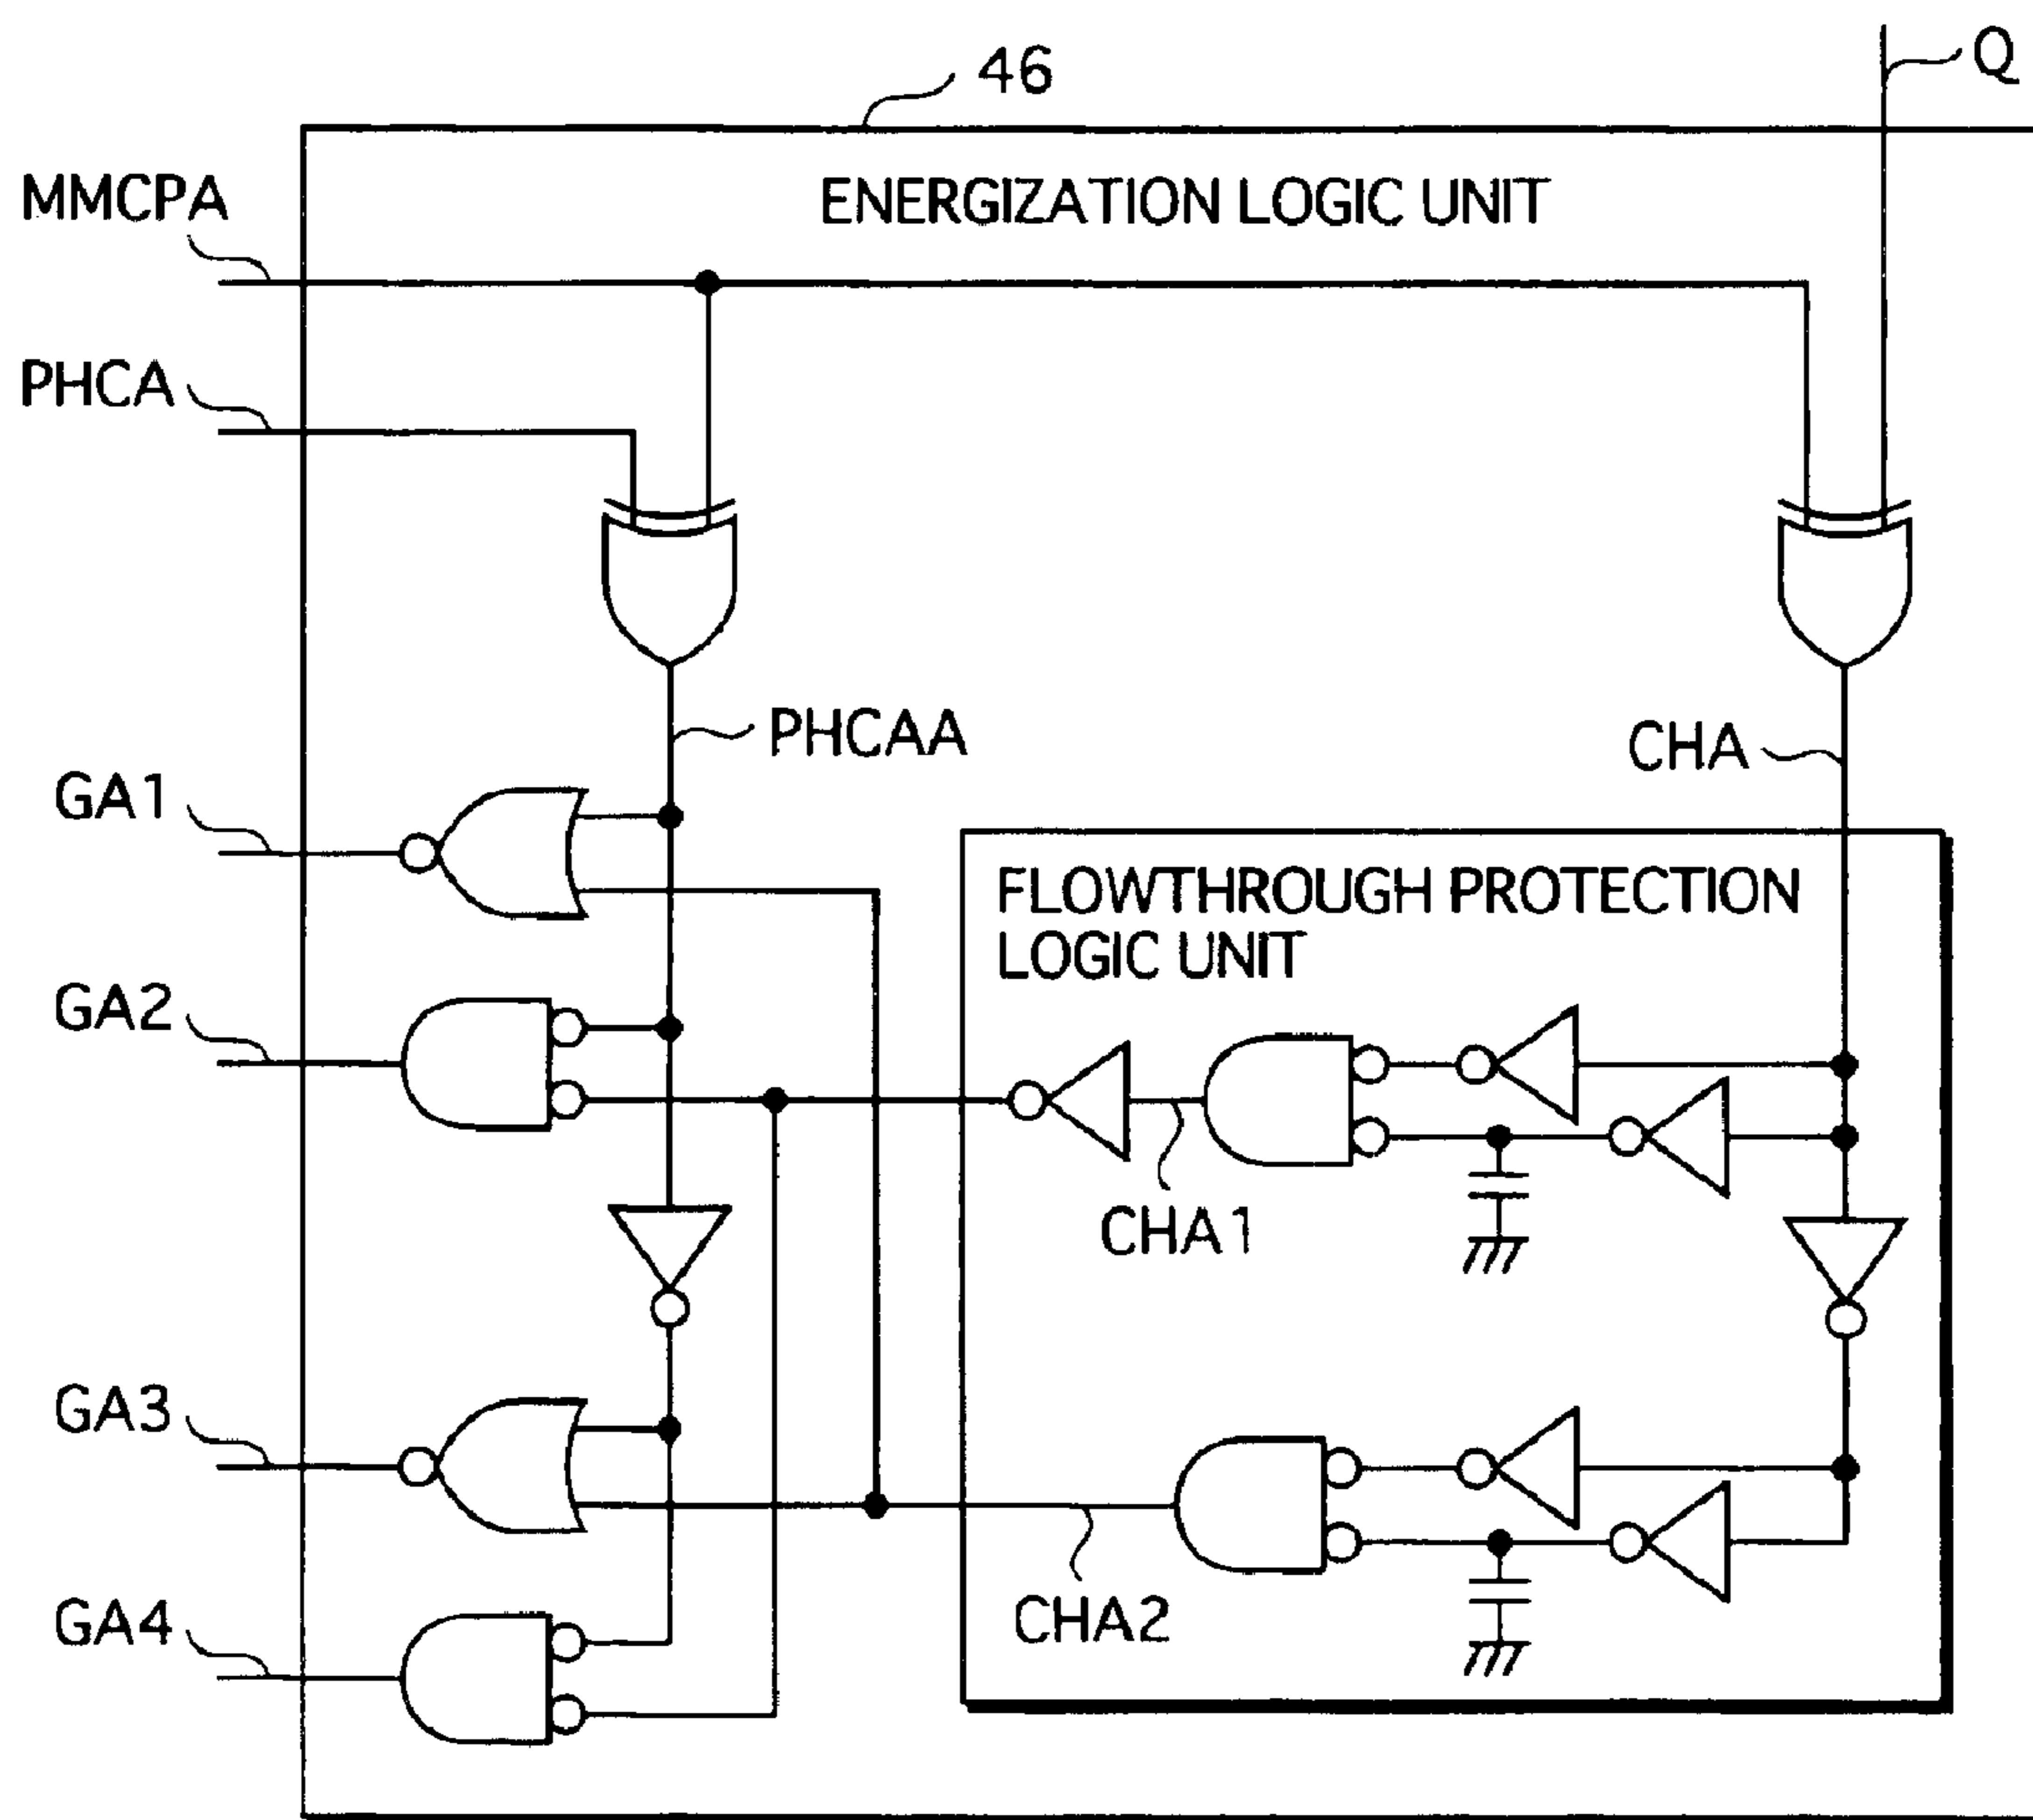 46
Q
MMCPA
ENERGIZATION LOGIC UNIT
PHCA
PHCAA
CHA
GA1
FLOWTHROUGH PROTECTION
LOGIC UNIT
GA2
CHA1
GA3
GA4
CHA2